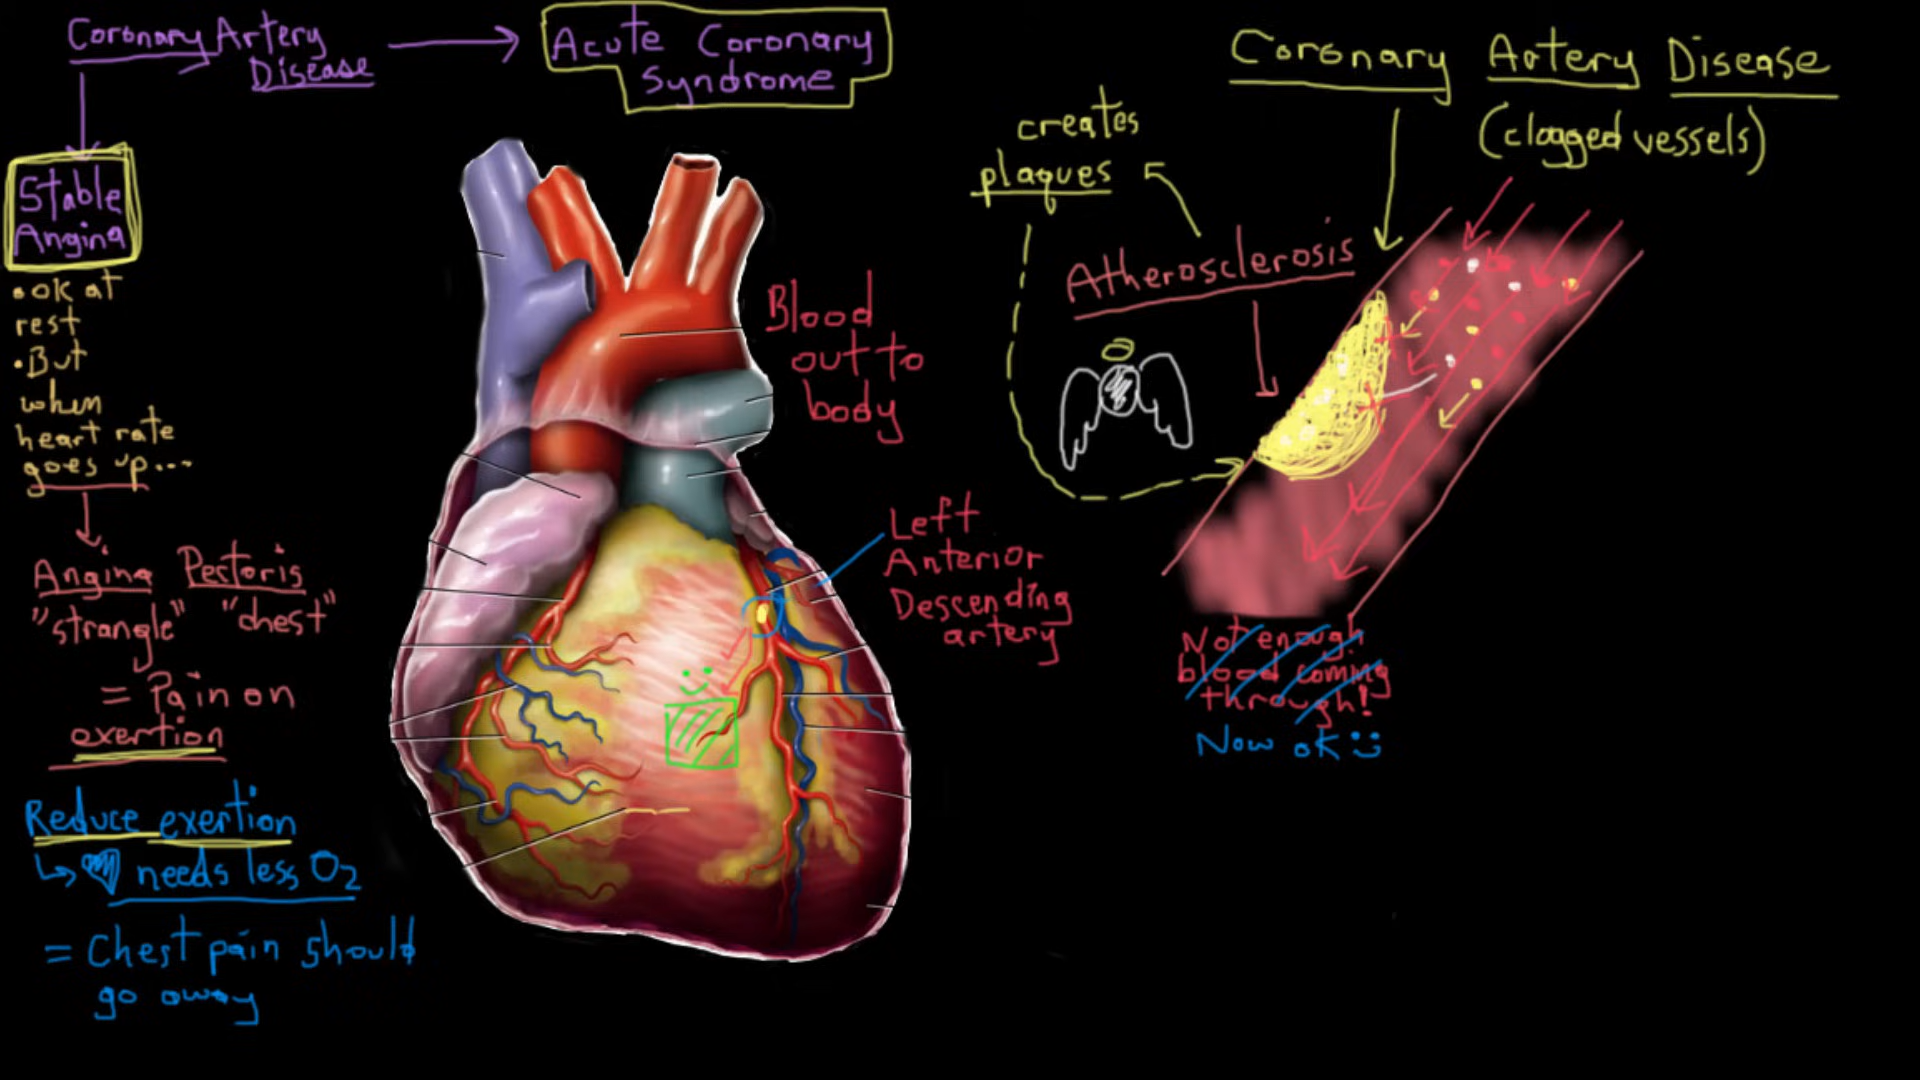 Coronary Artery
Disease
Acute Coronary
Syndrome
Stable
Angina
• OK at
rest
• But
when
heart rate
goes up...
Angina Pectoris
"strangle" "chest"
= Pain on
exertion
Reduce exertion
needs less O2
= Chest pain should
go away
Blood
out to
body
Left
Anterior
Descending
artery
Coronary Artery Disease
(clogged vessels)
creates
plaques
Atherosclerosis
Not enough
blood coming
through!
Now ok